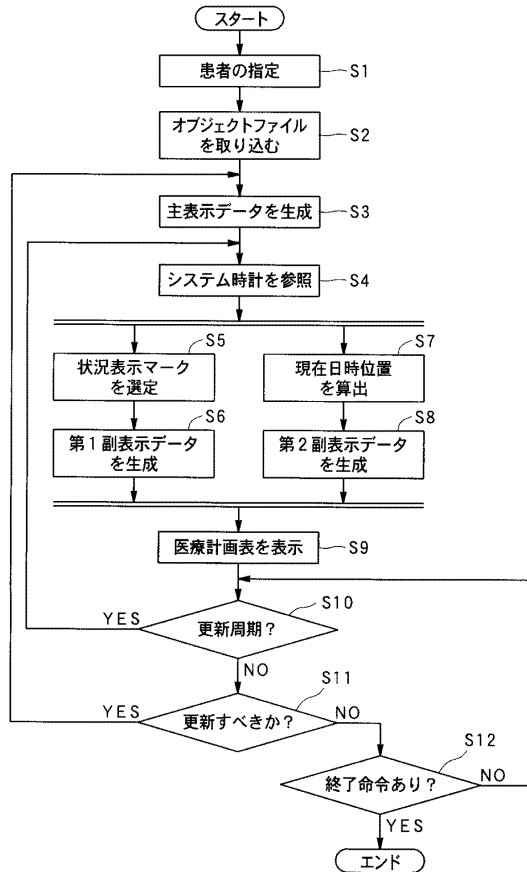 スタート
患者の指定
S1
オブジェクトファイル
を取り込む
S2
主表示データを生成
S3
システム時計を参照
S4
S5
状況表示マーク
を選定
S7
現在日時位置
を算出
S6
第1副表示データ
を生成
S8
第2副表示データ
を生成
医療計画表を表示
S9
S10
YES
更新周期?
NO
S11
YES
更新すべきか?
NO
S12
終了命令あり?
NO
YES
エンド